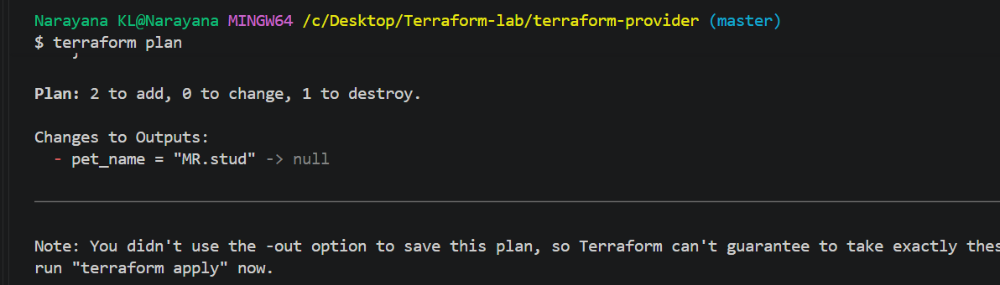 Narayana KL@Narayana MINGW64 /c/Desktop/Terraform-lab/terraform-provider (master)
$ terraform plan
Plan: 2 to add, 0 to change, 1 to destroy.
Changes to Outputs:
- pet_name = "MR.stud" -> null
Note: You didn't use the -out option to save this plan, so Terraform can't guarantee to take exactly
run "terraform apply" now.